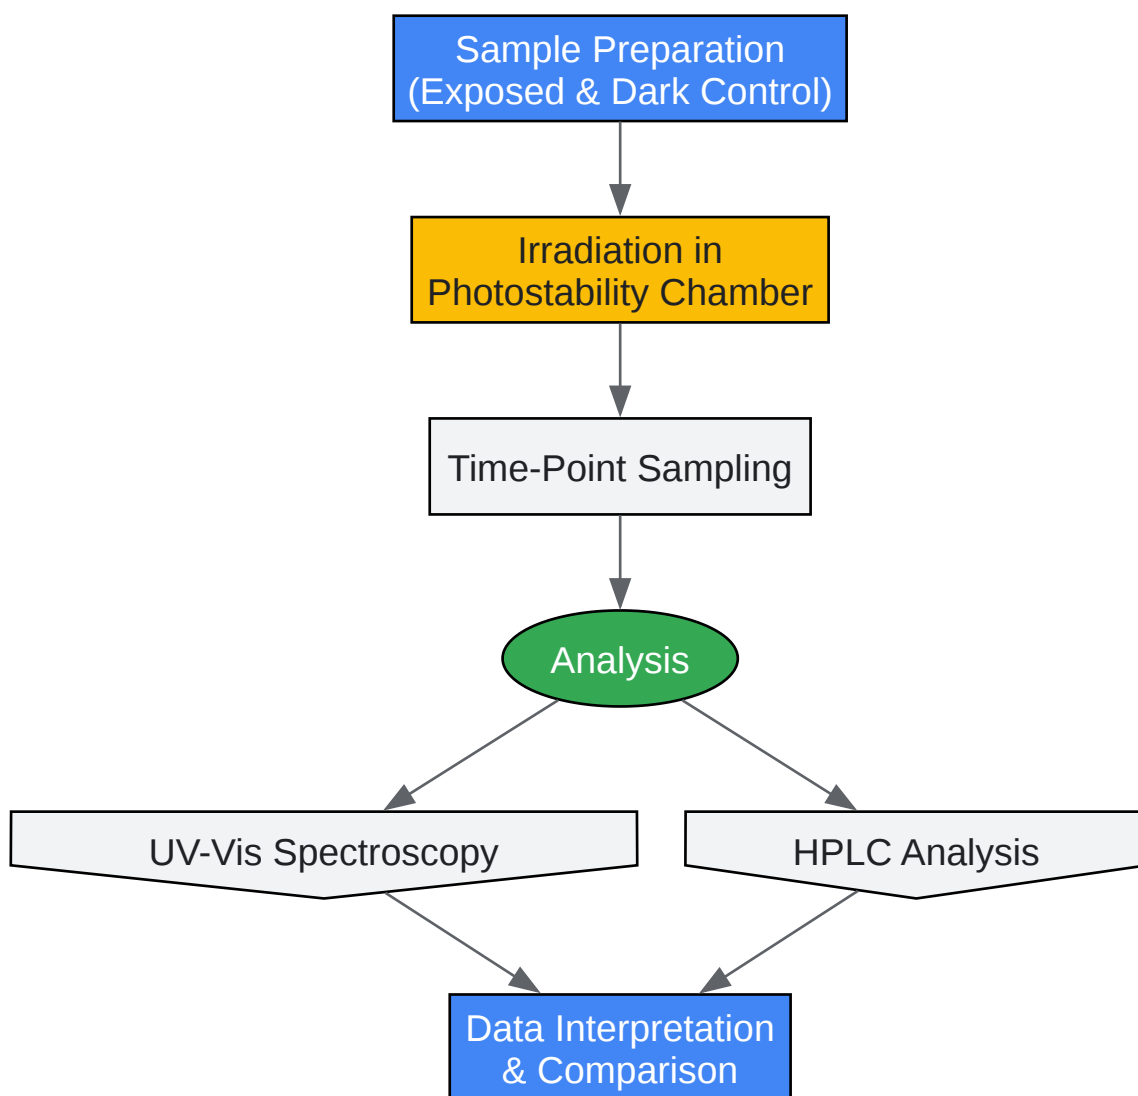 Sample Preparation
(Exposed & Dark Control)
Irradiation in
Photostability Chamber
Time-Point Sampling
Analysis
UV-Vis Spectroscopy
HPLC Analysis
Data Interpretation
& Comparison